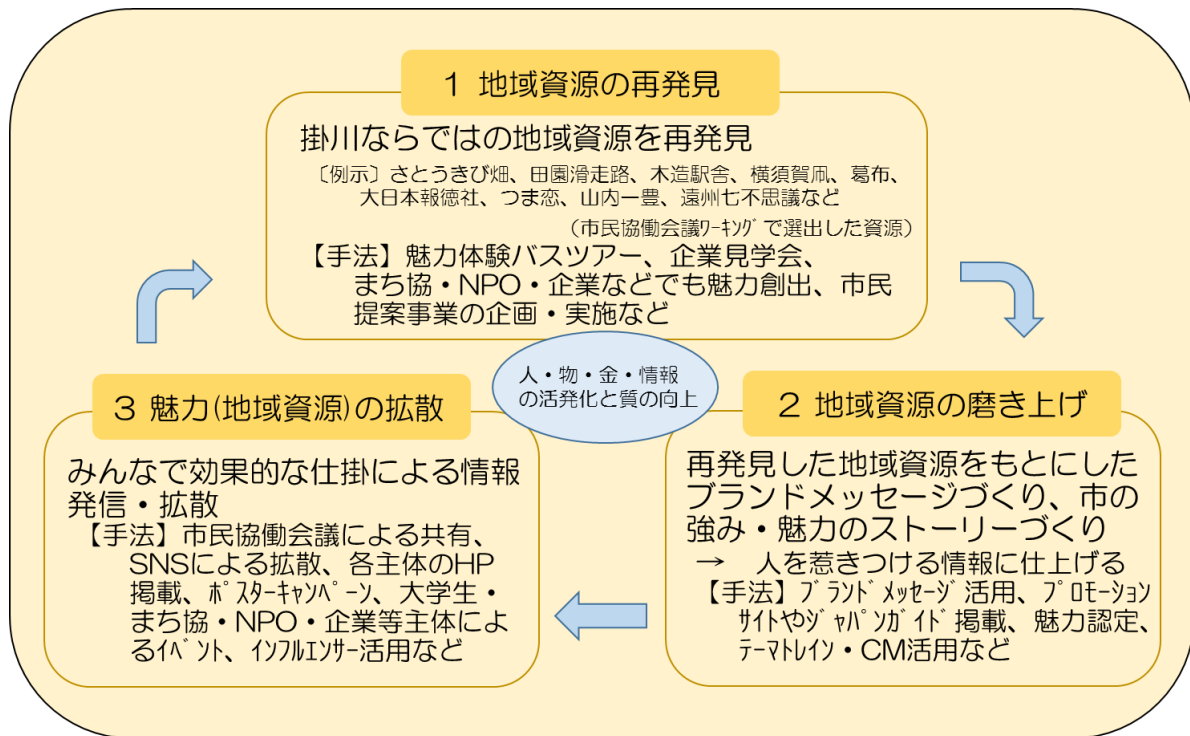 1 地域資源の再発見
掛川ならではの地域資源を再発見
〔例示〕さとうきび畑、田園滑走路、木造駅舎、横須賀凧、葛布、
大日本報徳社、つま恋、山内一豊、遠州七不思議など
（市民協働会議ﾜｰｷﾝｸﾞで選出した資源）
【手法】魅力体験バスツアー、企業見学会、
まち協・NPO・企業などでも魅力創出、市民
提案事業の企画・実施など
人・物・金・情報
の活発化と質の向上
2 地域資源の磨き上げ
再発見した地域資源をもとにした
ブランドメッセージづくり、市の
強み・魅力のストーリーづくり
→ 人を惹きつける情報に仕上げる
【手法】ﾌﾞﾗﾝﾄﾞﾒｯｾｰｼﾞ活用、ﾌﾟﾛﾓｰｼｮﾝ
ｻｲﾄやｼﾞｬﾊﾟﾝｶﾞｲﾄﾞ掲載、魅力認定、
ﾃｰﾏﾄﾚｲﾝ・CM活用など
3 魅力(地域資源)の拡散
みんなで効果的な仕掛による情報
発信・拡散
【手法】市民協働会議による共有、
SNSによる拡散、各主体のHP
掲載、ﾎﾟｽﾀｰｷｬﾝﾍﾟｰﾝ、大学生・
まち協・NPO・企業等主体によ
るｲﾍﾞﾝﾄ、ｲﾝﾌﾙｴﾝｻｰ活用など